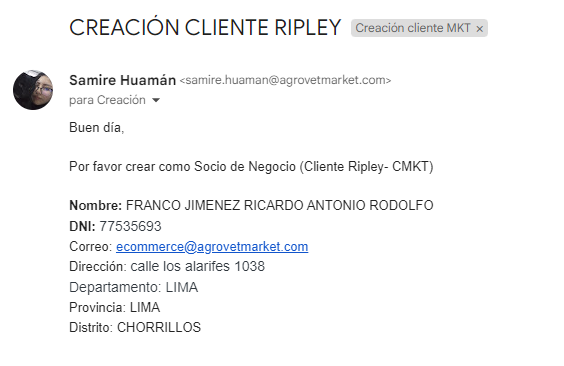 CREACIÓN CLIENTE RIPLEY Creación cliente MKT ×
Samire Huamán <samire.huaman@agrovetmarket.com>
para Creación
Buen día,
Por favor crear como Socio de Negocio (Cliente Ripley- CMKT)
Nombre: FRANCO JIMENEZ RICARDO ANTONIO RODOLFO
DNI: 77535693
Correo: ecommerce@agrovetmarket.com
Dirección: calle los alarifes 1038
Departamento: LIMA
Provincia: LIMA
Distrito: CHORRILLOS